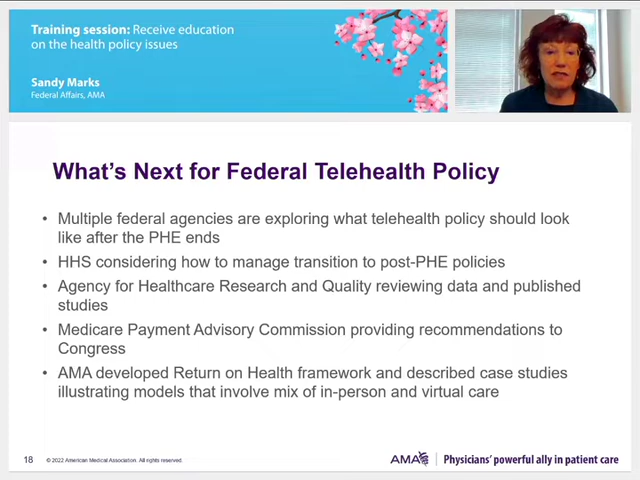 Training session: Receive education
on the health policy issues
Sandy Marks
Federal Affairs, AMA
What's Next for Federal Telehealth Policy
• Multiple federal agencies are exploring what telehealth policy should look
like after the PHE ends
• HHS considering how to manage transition to post-PHE policies
• Agency for Healthcare Research and Quality reviewing data and published
studies
• Medicare Payment Advisory Commission providing recommendations to
Congress
• AMA developed Return on Health framework and described case studies
illustrating models that involve mix of in-person and virtual care
18 © 2022 American Medical Association. All rights reserved.
AMA | Physicians' powerful ally in patient care